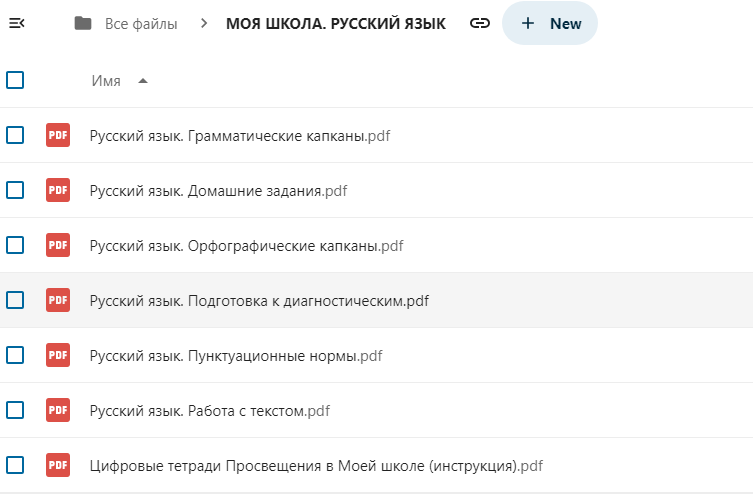 Все файлы > МОЯ ШКОЛА. РУССКИЙ ЯЗЫК + New
Имя
PDF Русский язык. Грамматические капканы.pdf
PDF Русский язык. Домашние задания.pdf
PDF Русский язык. Орфографические капканы.pdf
PDF Русский язык. Подготовка к диагностическим.pdf
PDF Русский язык. Пунктуационные нормы.pdf
PDF Русский язык. Работа с текстом.pdf
PDF Цифровые тетради Просвещения в Моей школе (инструкция).pdf